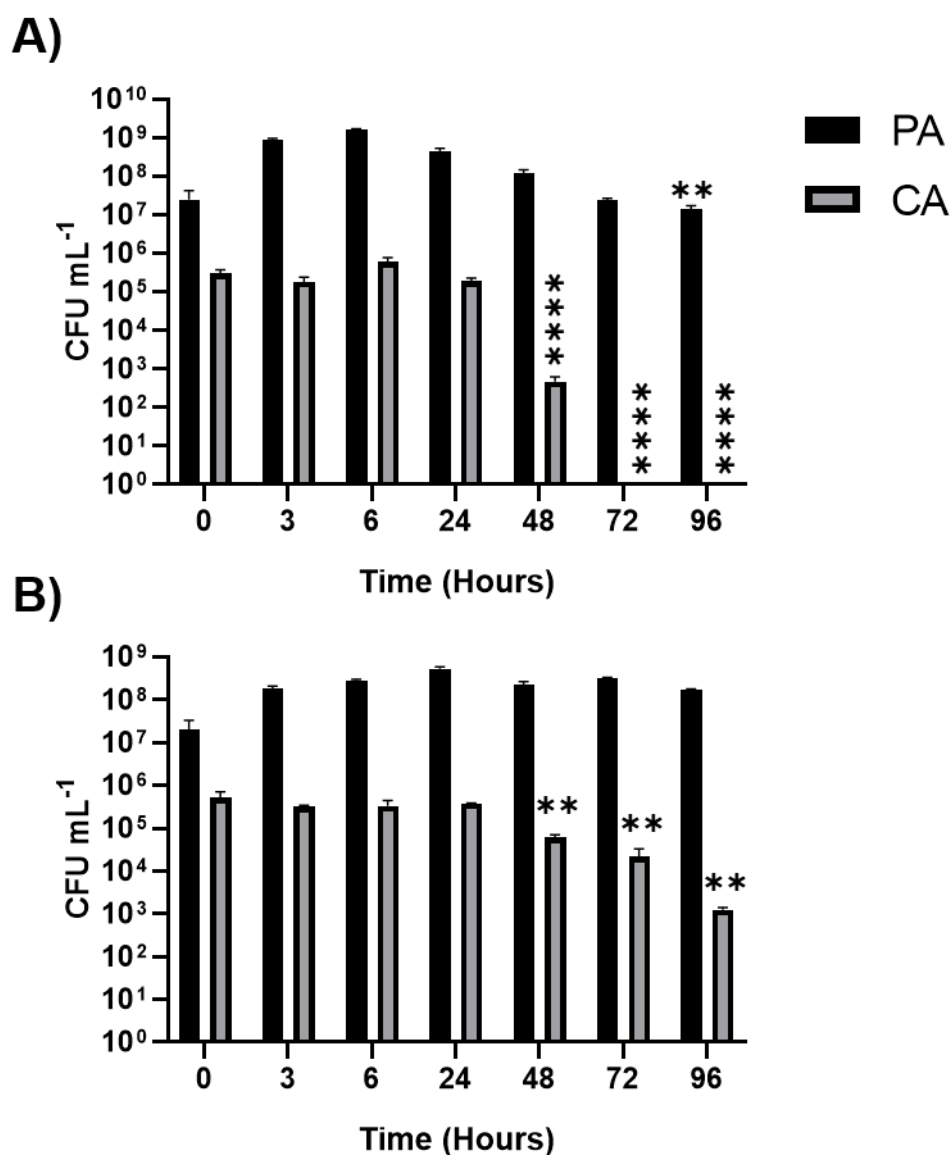 A)
CFU mL⁻¹
10¹⁰
10⁹
10⁸
10⁷
10⁶
10⁵
10⁴
10³
10²
10¹
10⁰
PA
CA
****
****
**
****
0 3 6 24 48 72 96
Time (Hours)
B)
CFU mL⁻¹
10⁹
10⁸
10⁷
10⁶
10⁵
10⁴
10³
10²
10¹
10⁰
**
**
**
0 3 6 24 48 72 96
Time (Hours)